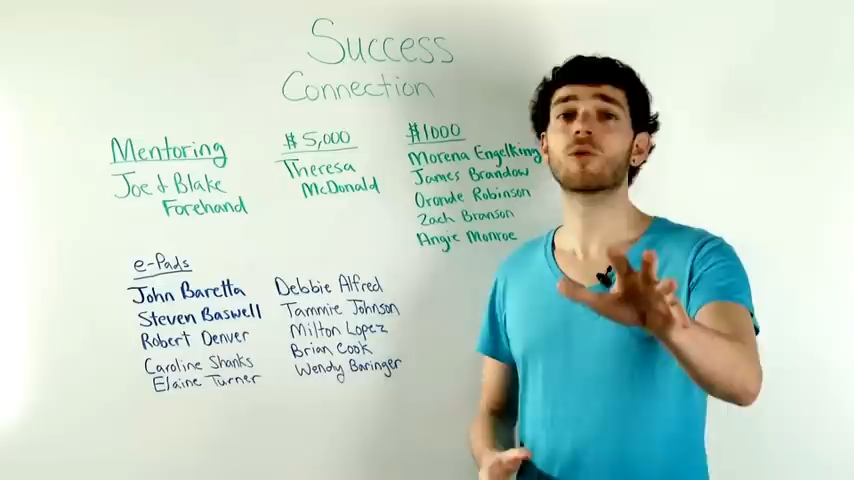 Success
Connection
Mentoring
Joe & Blake
Forehand
$5,000
Theresa
McDonald
$1000
Morena Engelking
James Brandow
Oronde Robinson
Zach Branson
Angie Monroe
e-Pads
John Baretta
Steven Baswell
Robert Denver
Caroline Shanks
Elaine Turner
Debbie Alfred
Tammie Johnson
Milton Lopez
Brian Cook
Wendy Baringer